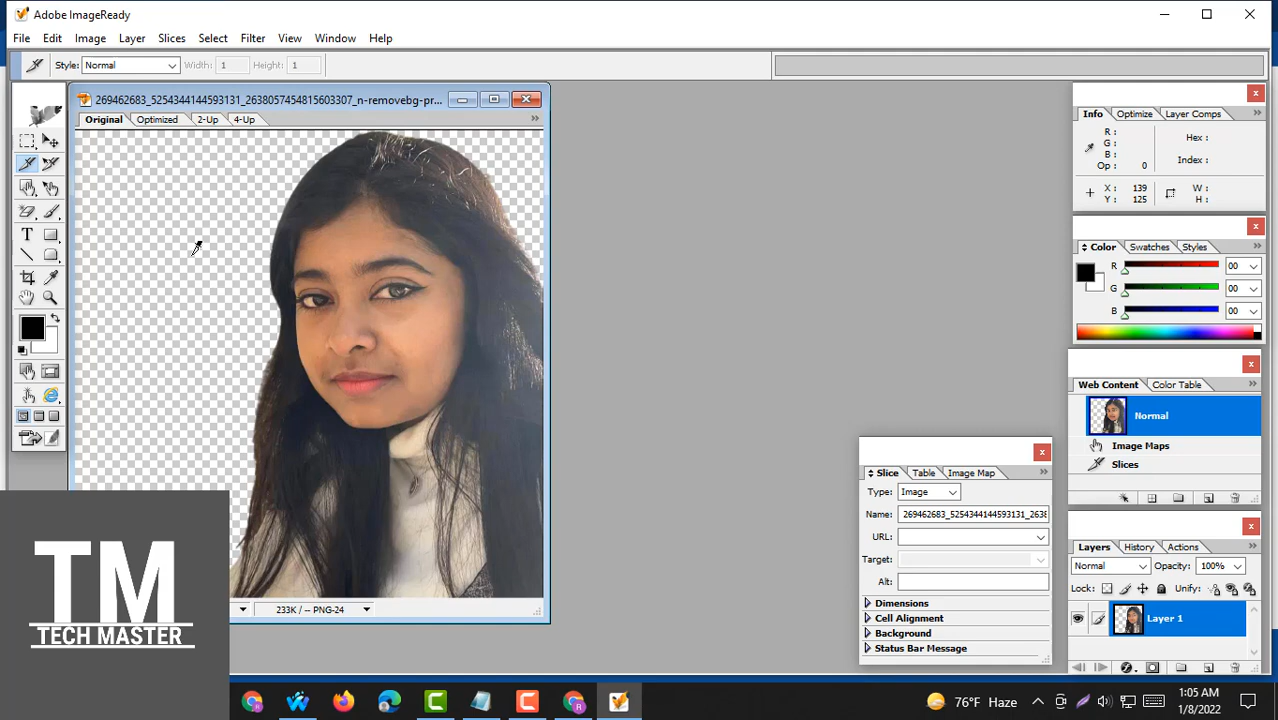 Adobe ImageReady
File Edit Image Layer Slices Select Filter View Window Help
Style: Normal Width: 1 Height: 1
269462683_5254344144593131_2638057454815603307_n-removebg-pr...
Original Optimized 2-Up 4-Up
Info Optimize Layer Comps
R :
G :
B :
Op : 0
Hex :
Index :
X : 139
Y : 125
W :
H :
Color Swatches Styles
R 00
G 00
B 00
Web Content Color Table
Normal
Image Maps
Slices
Slice Table Image Map
Type: Image
Name: 269462683_5254344144593131_2638
URL:
Target:
Alt:
Dimensions
Cell Alignment
Background
Status Bar Message
Layers History Actions
Normal Opacity: 100%
Lock: Unify:
Layer 1
233K / -- PNG-24
TM
TECH MASTER
76°F Haze
1:05 AM
1/8/2022